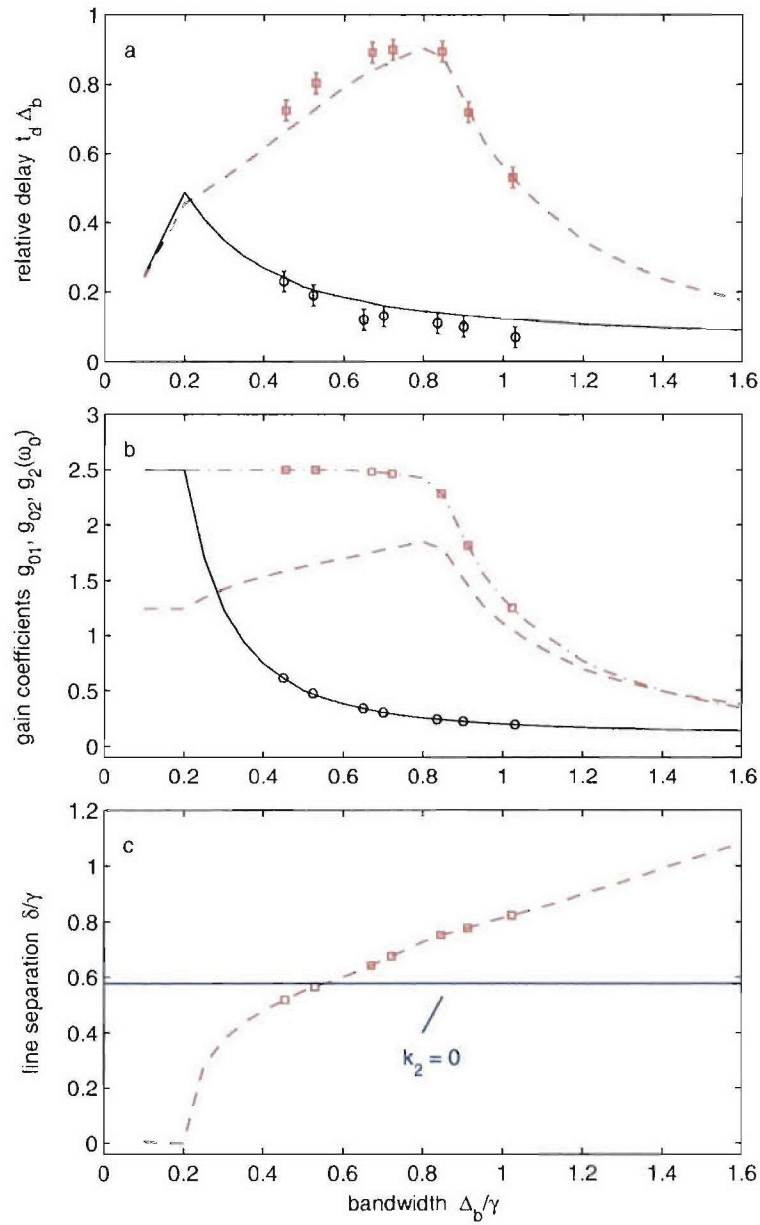 a
relative delay t_d Δ_b
1
0.8
0.6
0.4
0.2
0
0 0.2 0.4 0.6 0.8 1 1.2 1.4 1.6
b
gain coefficients g_01, g_02, g_2(ω_0)
3
2.5
2
1.5
1
0.5
0
0 0.2 0.4 0.6 0.8 1 1.2 1.4 1.6
c
line separation δ/γ
1.2
1
0.8
0.6
0.4
0.2
0
k_2 = 0
0 0.2 0.4 0.6 0.8 1 1.2 1.4 1.6
bandwidth Δ_b/γ